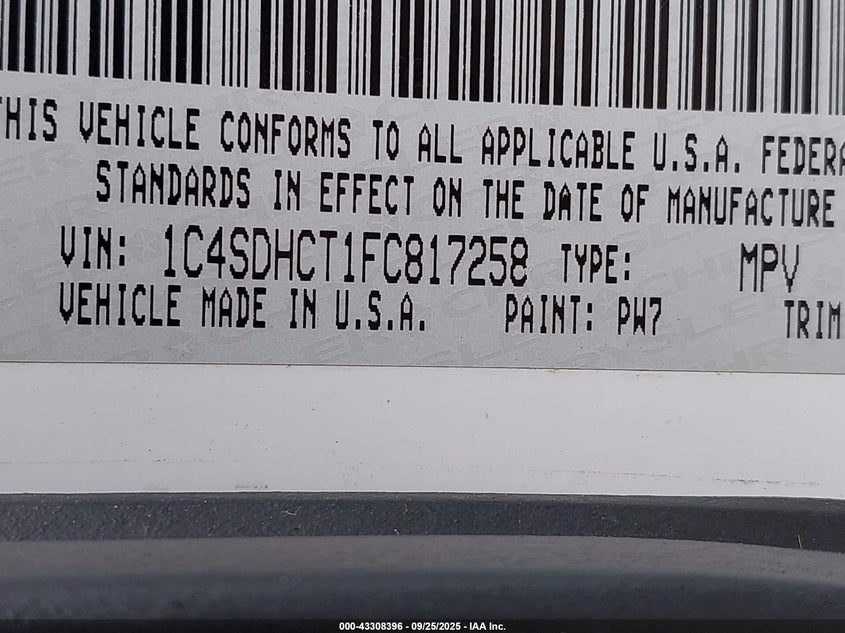 THIS VEHICLE CONFORMS TO ALL APPLICABLE U.S.A. FEDERA
STANDARDS IN EFFECT ON THE DATE OF MANUFACTURE
VIN: 1C4SDHCT1FC817258 TYPE: MPV
VEHICLE MADE IN U.S.A. PAINT: PW7 TRIM
000-43308396 - 09/25/2025 - IAA Inc.